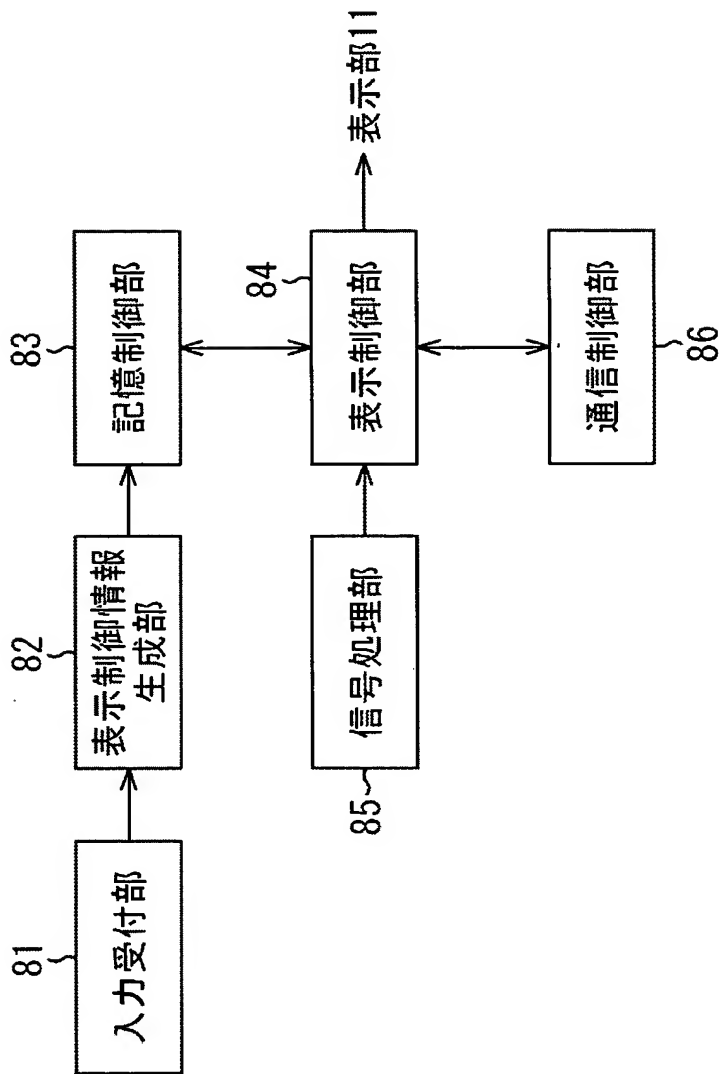 81
入力受付部
82
表示制御情報
生成部
83
記憶制御部
84
表示制御部
表示部11
85
信号処理部
通信制御部
86